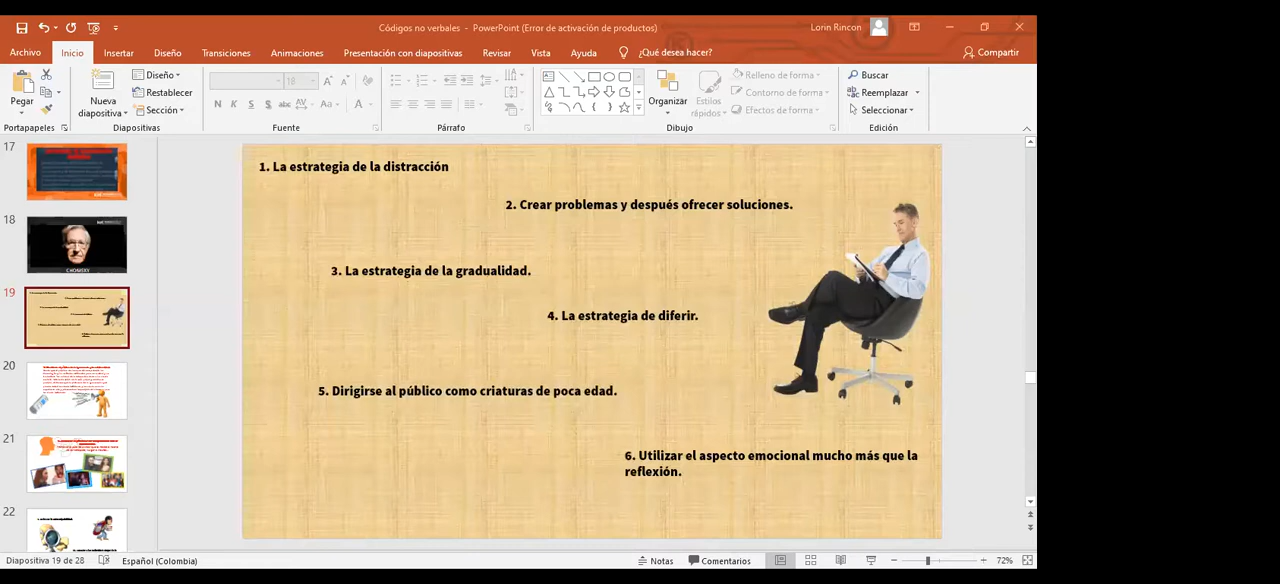 Códigos no verbales - PowerPoint (Error de activación de productos)
Lorin Rincon
Archivo Inicio Insertar Diseño Transiciones Animaciones Presentación con diapositivas Revisar Vista Ayuda ¿Qué desea hacer? Compartir
Pegar
Nueva
diapositiva
Diseño
Restablecer
Sección
18
N K S S abc AV Aa A
Organizar
Estilos
rápidos
Relleno de forma
Contorno de forma
Efectos de forma
Buscar
Reemplazar
Seleccionar
Portapapeles Diapositivas Fuente Párrafo Dibujo Edición
17
18
CHOMSKY
19
20
21
22
1. La estrategia de la distracción
2. Crear problemas y después ofrecer soluciones.
3. La estrategia de la gradualidad.
4. La estrategia de diferir.
5. Dirigirse al público como criaturas de poca edad.
6. Utilizar el aspecto emocional mucho más que la
reflexión.
Diapositiva 19 de 28 Español (Colombia) Notas Comentarios 72%